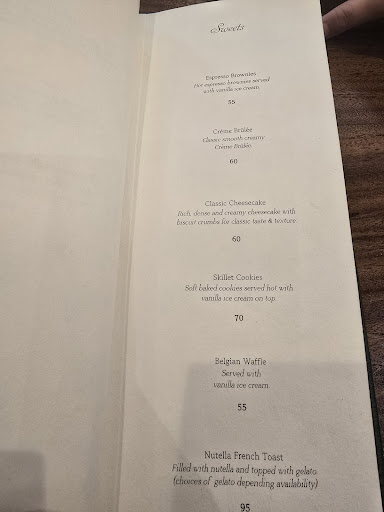 Sweets
Espresso Brownies
Hot espresso brownies served
with vanilla ice cream.
55
Crème Brûlée
Classic smooth creamy
Crème Brûlée
60
Classic Cheesecake
Rich, dense and creamy cheesecake with
biscuit crumbs for classic taste & texture.
60
Skillet Cookies
Soft baked cookies served hot with
vanilla ice cream on top.
70
Belgian Waffle
Served with
vanilla ice cream.
55
Nutella French Toast
Filled with nutella and topped with gelato.
(choices of gelato depending availability)
95